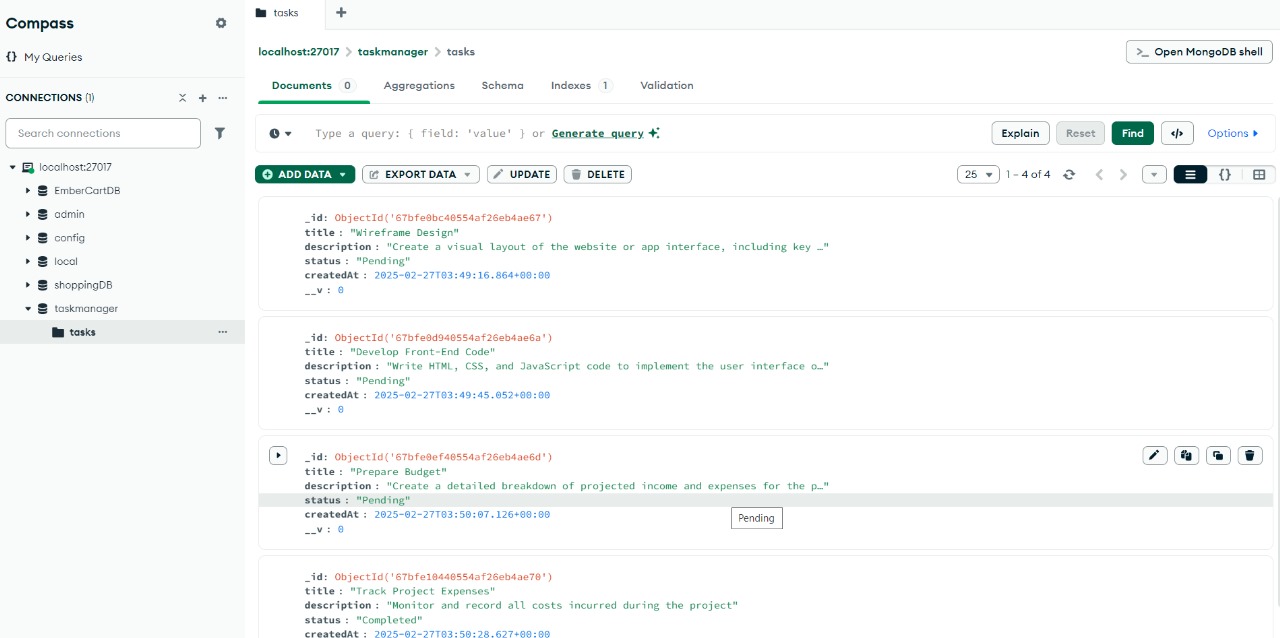 Compass
My Queries
CONNECTIONS (1)
Search connections
localhost:27017
EmberCartDB
admin
config
local
shoppingDB
taskmanager
tasks
tasks
localhost:27017 > taskmanager > tasks
>_ Open MongoDB shell
Documents 0 Aggregations Schema Indexes 1 Validation
Type a query: { field: 'value' } or Generate query
Explain Reset Find </> Options
ADD DATA EXPORT DATA UPDATE DELETE
25 1 – 4 of 4 {}
_id: ObjectId('67bfe0bc40554af26eb4ae67')
title : "Wireframe Design"
description : "Create a visual layout of the website or app interface, including key …"
status : "Pending"
createdAt : 2025-02-27T03:49:16.864+00:00
__v : 0
_id: ObjectId('67bfe0d940554af26eb4ae6a')
title : "Develop Front-End Code"
description : "Write HTML, CSS, and JavaScript code to implement the user interface o…"
status : "Pending"
createdAt : 2025-02-27T03:49:45.052+00:00
__v : 0
_id: ObjectId('67bfe0ef40554af26eb4ae6d')
title : "Prepare Budget"
description : "Create a detailed breakdown of projected income and expenses for the p…"
status : "Pending"
createdAt : 2025-02-27T03:50:07.126+00:00
Pending
__v : 0
_id: ObjectId('67bfe10440554af26eb4ae70')
title : "Track Project Expenses"
description : "Monitor and record all costs incurred during the project"
status : "Completed"
createdAt : 2025-02-27T03:50:28.627+00:00